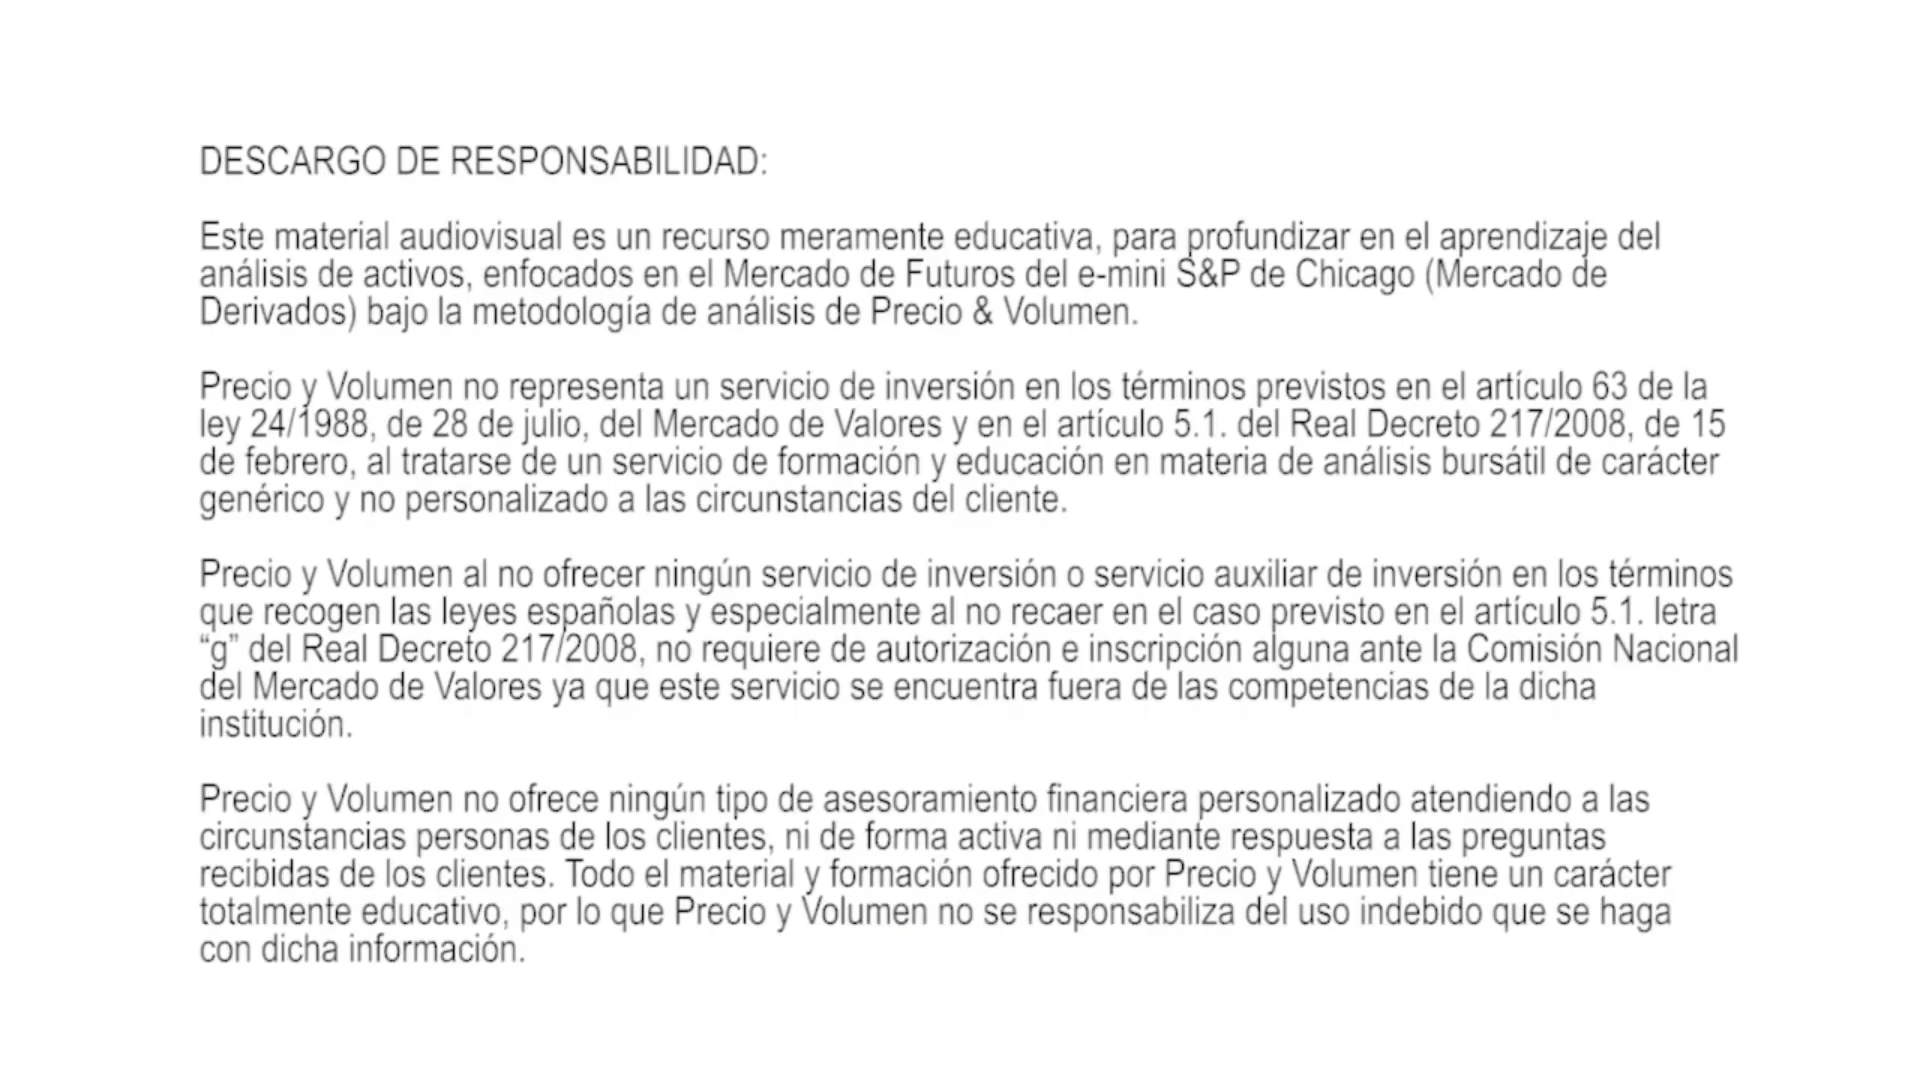 DESCARGO DE RESPONSABILIDAD:
Este material audiovisual es un recurso meramente educativa, para profundizar en el aprendizaje del
análisis de activos, enfocados en el Mercado de Futuros del e-mini S&P de Chicago (Mercado de
Derivados) bajo la metodología de análisis de Precio & Volumen.
Precio y Volumen no representa un servicio de inversión en los términos previstos en el artículo 63 de la
ley 24/1988, de 28 de julio, del Mercado de Valores y en el artículo 5.1. del Real Decreto 217/2008, de 15
de febrero, al tratarse de un servicio de formación y educación en materia de análisis bursátil de carácter
genérico y no personalizado a las circunstancias del cliente.
Precio y Volumen al no ofrecer ningún servicio de inversión o servicio auxiliar de inversión en los términos
que recogen las leyes españolas y especialmente al no recaer en el caso previsto en el artículo 5.1. letra
“g” del Real Decreto 217/2008, no requiere de autorización e inscripción alguna ante la Comisión Nacional
del Mercado de Valores ya que este servicio se encuentra fuera de las competencias de la dicha
institución.
Precio y Volumen no ofrece ningún tipo de asesoramiento financiera personalizado atendiendo a las
circunstancias personas de los clientes, ni de forma activa ni mediante respuesta a las preguntas
recibidas de los clientes. Todo el material y formación ofrecido por Precio y Volumen tiene un carácter
totalmente educativo, por lo que Precio y Volumen no se responsabiliza del uso indebido que se haga
con dicha información.